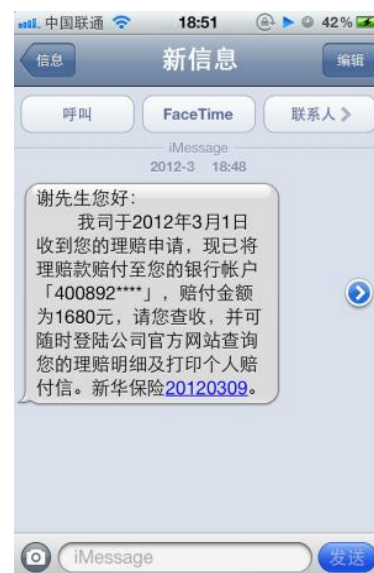 中国联通 18:51 42%
信息 新信息 编辑
呼叫 FaceTime 联系人
iMessage
2012-3 18:48
谢先生您好:
我司于2012年3月1日
收到您的理赔申请，现已将
理赔款赔付至您的银行帐户
「400892****」，赔付金额
为1680元，请您查收，并可
随时登陆公司官方网站查询
您的理赔明细及打印个人赔
付信。新华保险20120309。
iMessage 发送